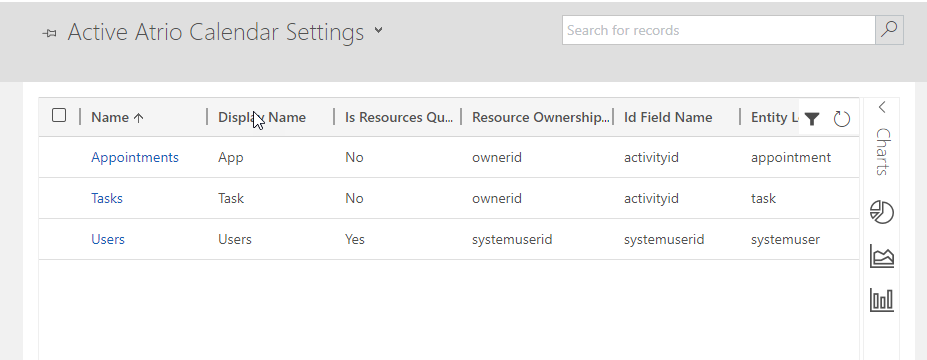 Active Atrio Calendar Settings
Search for records
Name Display Name Is Resources Qu... Resource Ownership... Id Field Name Entity L
Appointments App No ownerid activityid appointment
Tasks Task No ownerid activityid task
Users Users Yes systemuserid systemuserid systemuser
Charts